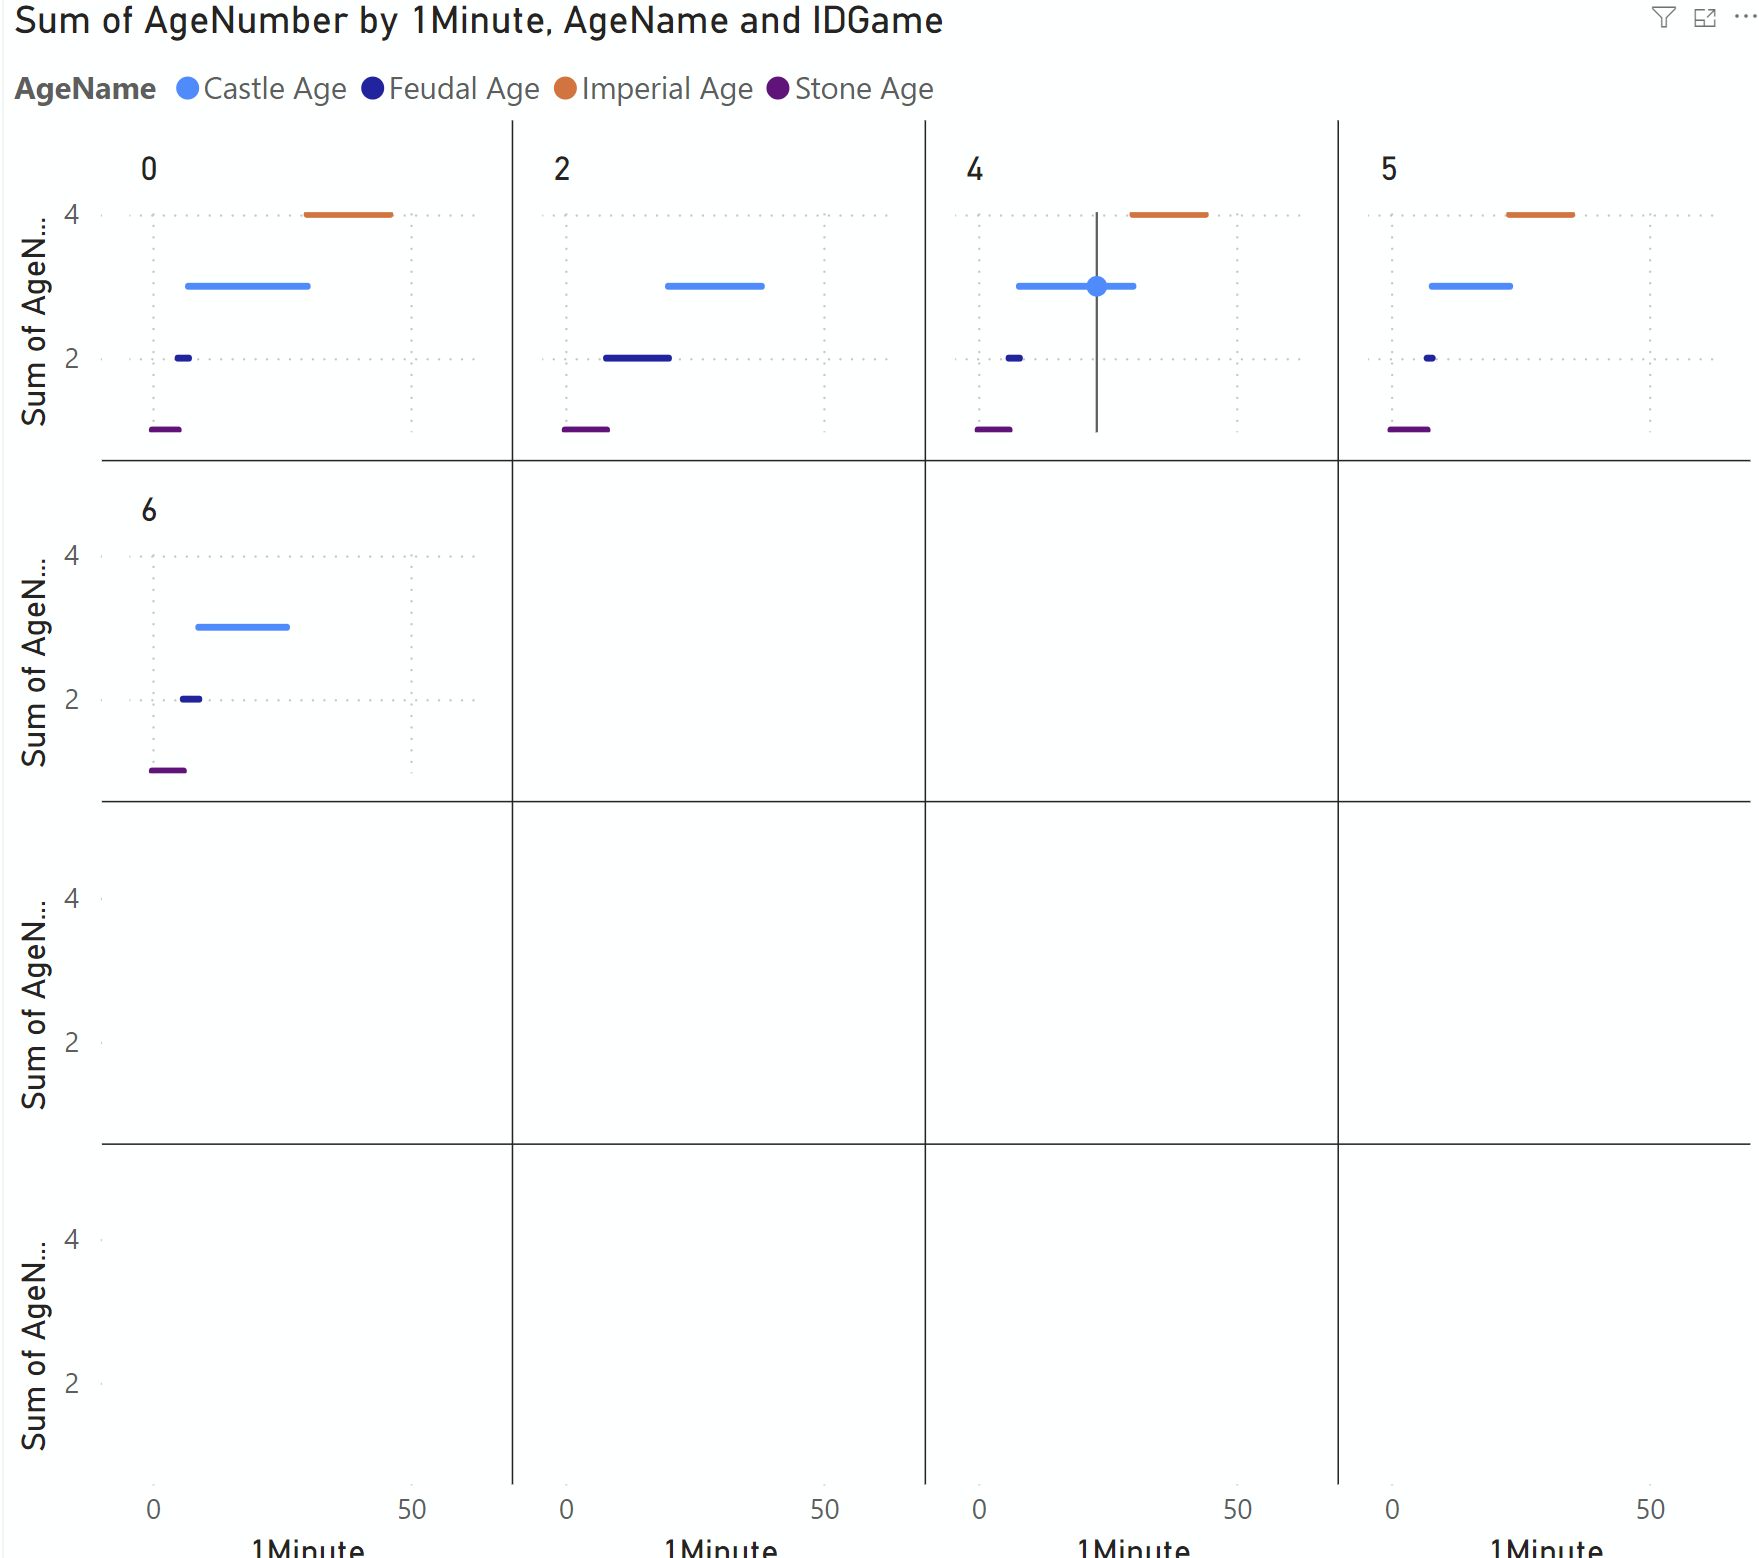 Sum of AgeNumber by 1Minute, AgeName and IDGame
AgeName Castle Age Feudal Age Imperial Age Stone Age
0 2 4 5
Sum of AgeN...
4
2
6
Sum of AgeN...
4
2
Sum of AgeN...
4
2
Sum of AgeN...
4
2
0 50 0 50 0 50 0 50
1Minute 1Minute 1Minute 1Minute